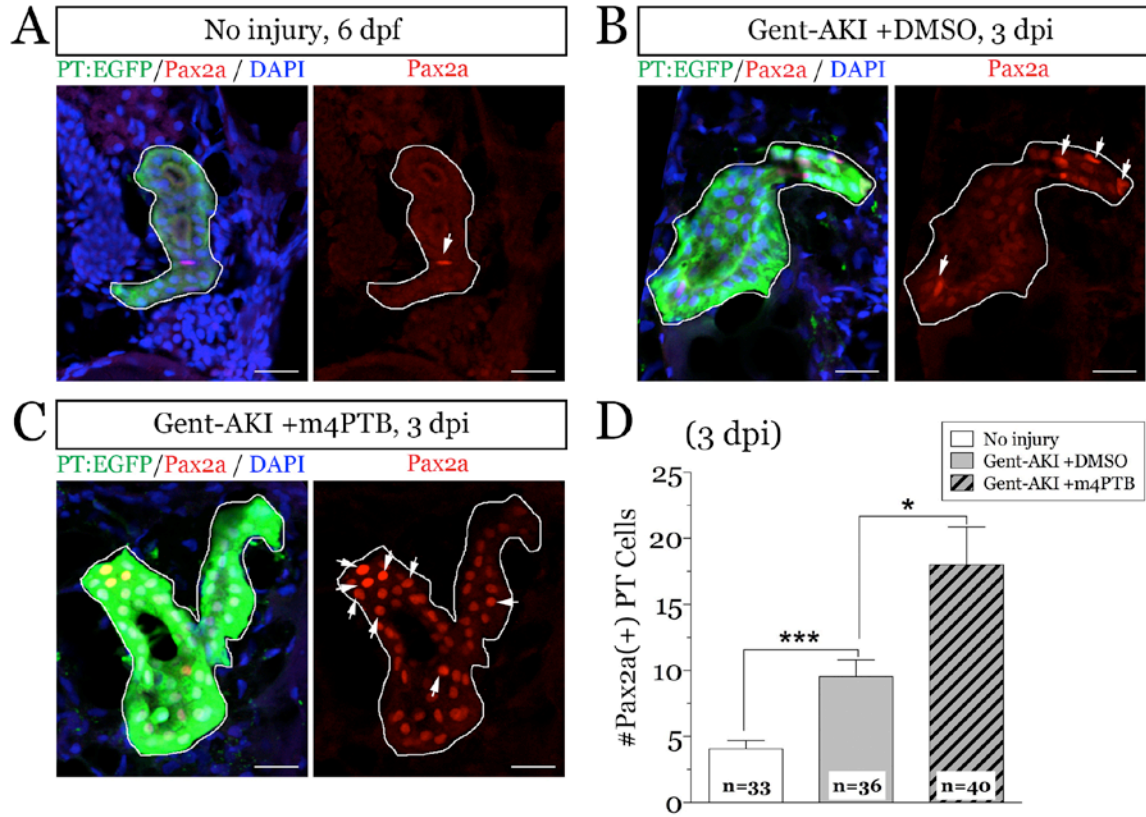 A
No injury, 6 dpf
PT:EGFP/Pax2a / DAPI
Pax2a
B
Gent-AKI +DMSO, 3 dpi
PT:EGFP/Pax2a / DAPI
Pax2a
C
Gent-AKI +m4PTB, 3 dpi
PT:EGFP/Pax2a / DAPI
Pax2a
D
(3 dpi)
No injury
Gent-AKI +DMSO
Gent-AKI +m4PTB
#Pax2a(+) PT Cells
25
20
15
10
5
0
***
*
n=33
n=36
n=40